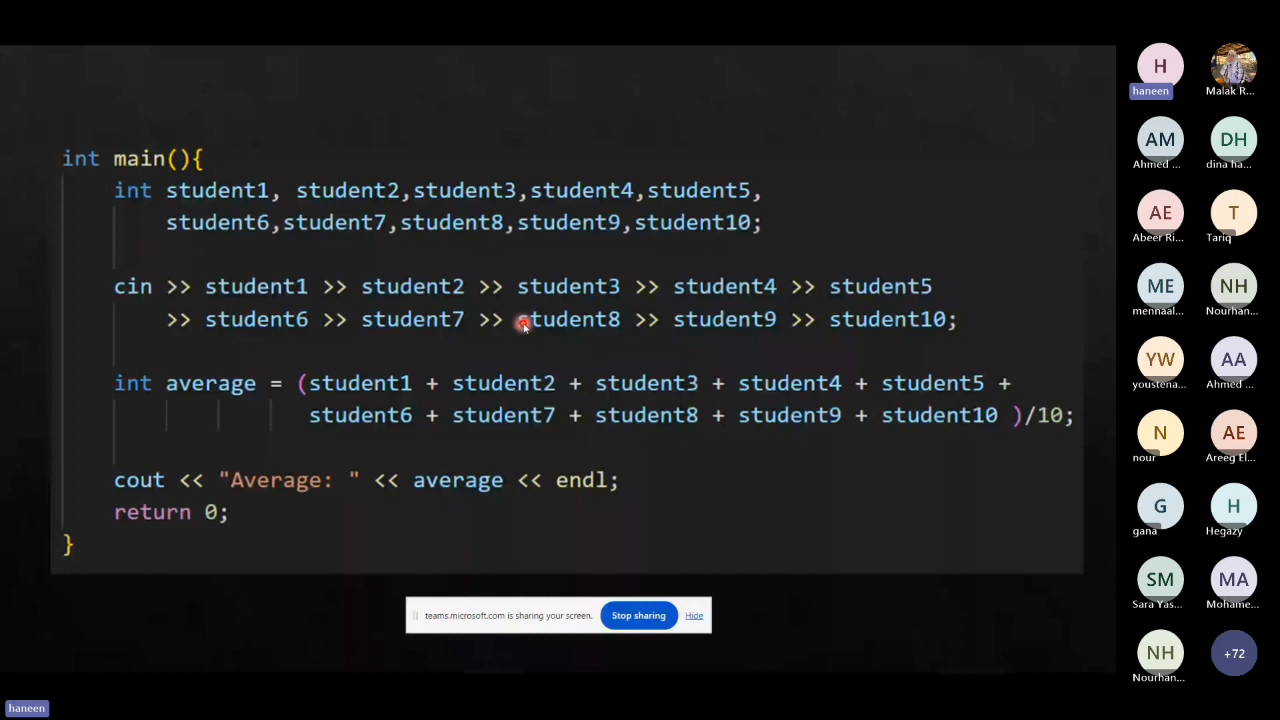 int main(){
int student1, student2,student3,student4,student5,
student6,student7,student8,student9,student10;
cin >> student1 >> student2 >> student3 >> student4 >> student5
>> student6 >> student7 >> student8 >> student9 >> student10;
int average = (student1 + student2 + student3 + student4 + student5 +
student6 + student7 + student8 + student9 + student10 )/10;
cout << "Average: " << average << endl;
return 0;
}
teams.microsoft.com is sharing your screen. Stop sharing Hide
H
haneen
Malak R...
AM DH
Ahmed ... dina ha...
AE T
Abeer Ri... Tariq
ME NH
mennaal... Nourhan...
YW AA
youstena... Ahmed ...
N AE
nour Areeg El...
G H
gana Hegazy
SM MA
Sara Yas... Mohame...
NH +72
Nourhan...
haneen